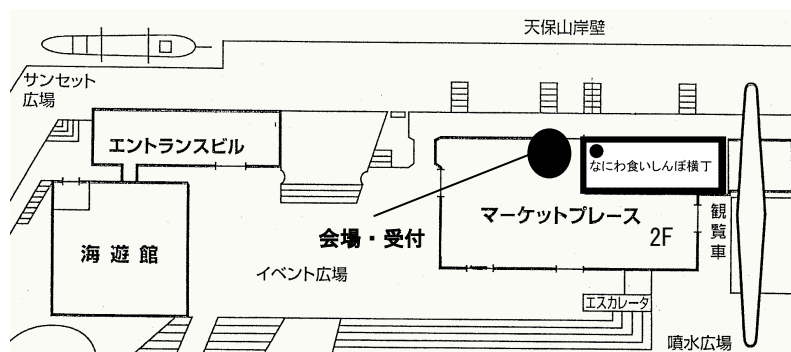 天保山岸壁
サンセット
広場
エントランスビル
なにわ食いしんぼ横丁
マーケットプレース
2F
観覧車
会場・受付
海遊館
イベント広場
エスカレータ
噴水広場